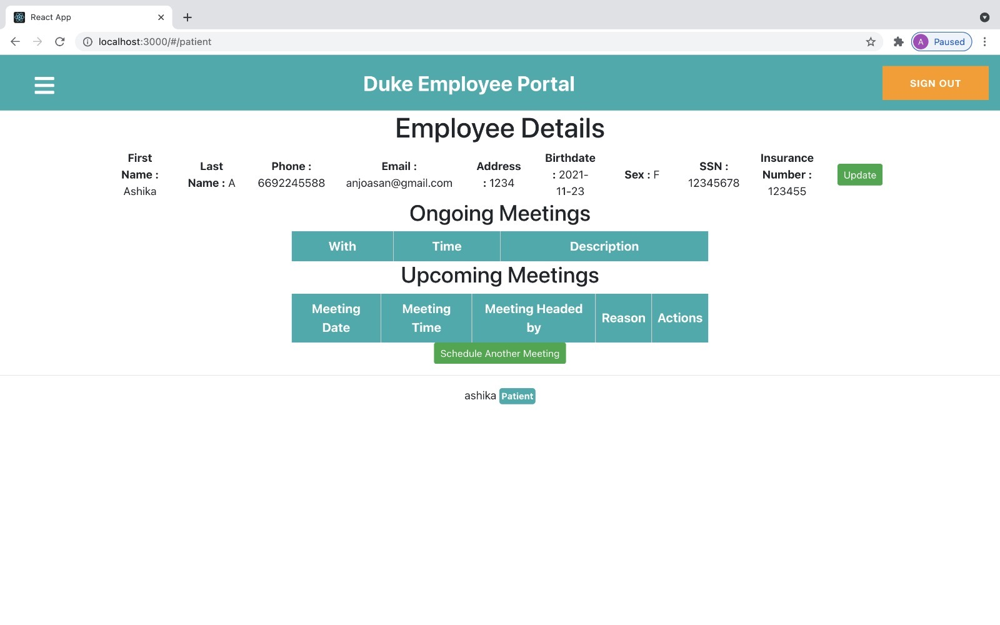 React App
localhost:3000/#/patient
A Paused
Duke Employee Portal
SIGN OUT
Employee Details
First
Name :
Ashika
Last
Name : A
Phone :
6692245588
Email :
anjoasan@gmail.com
Address
: 1234
Birthdate
: 2021-
11-23
Sex : F
SSN :
12345678
Insurance
Number :
123455
Update
Ongoing Meetings
With Time Description
Upcoming Meetings
Meeting
Date
Meeting
Time
Meeting Headed
by
Reason
Actions
Schedule Another Meeting
ashika Patient